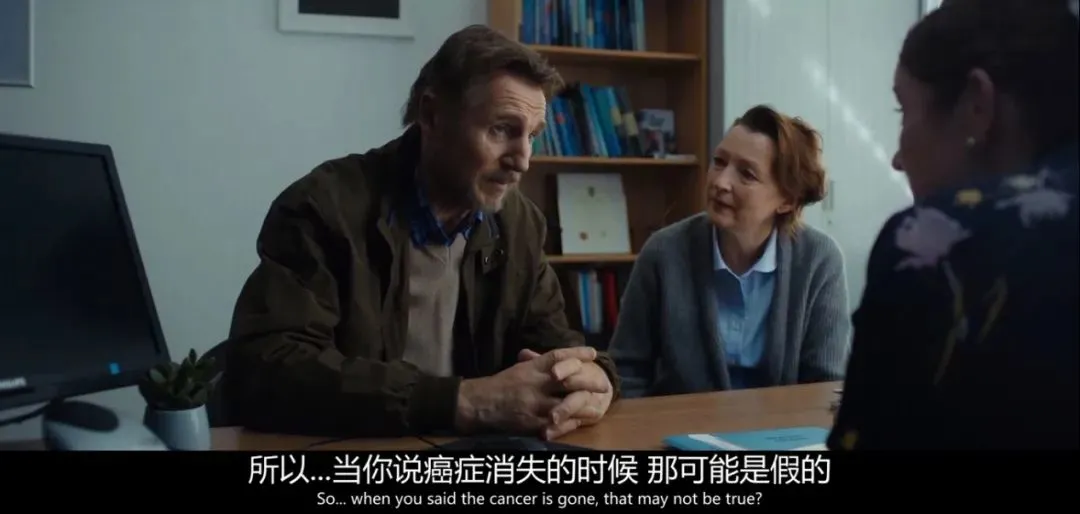 所以...当你说癌症消失的时候 那可能是假的
So... when you said the cancer is gone, that may not be true?